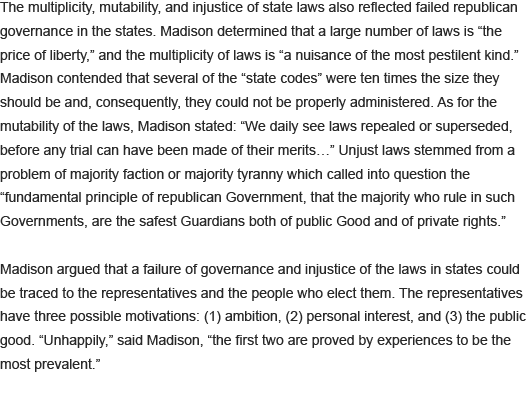 The multiplicity, mutability, and injustice of state laws also reflected failed republican
governance in the states. Madison determined that a large number of laws is “the
price of liberty,” and the multiplicity of laws is “a nuisance of the most pestilent kind.”
Madison contended that several of the “state codes” were ten times the size they
should be and, consequently, they could not be properly administered. As for the
mutability of the laws, Madison stated: “We daily see laws repealed or superseded,
before any trial can have been made of their merits…” Unjust laws stemmed from a
problem of majority faction or majority tyranny which called into question the
“fundamental principle of republican Government, that the majority who rule in such
Governments, are the safest Guardians both of public Good and of private rights.”
Madison argued that a failure of governance and injustice of the laws in states could
be traced to the representatives and the people who elect them. The representatives
have three possible motivations: (1) ambition, (2) personal interest, and (3) the public
good. “Unhappily,” said Madison, “the first two are proved by experiences to be the
most prevalent.”